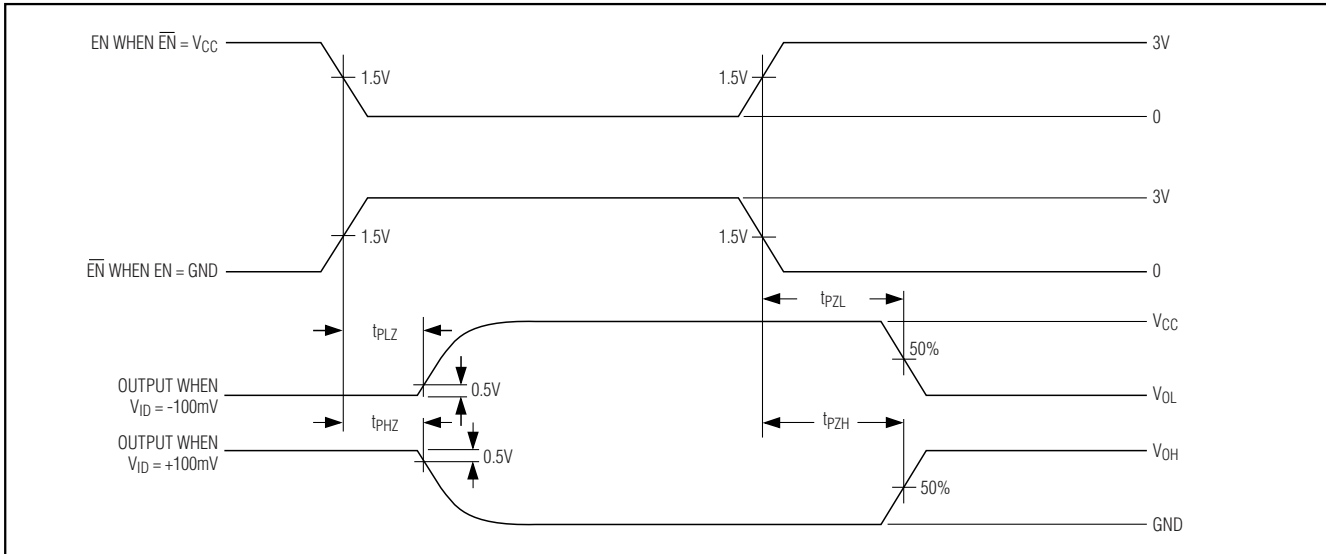 EN WHEN E̅N̅ = VCC
3V
1.5V
1.5V
0
3V
1.5V
1.5V
E̅N̅ WHEN EN = GND
0
tPZL
VCC
tPLZ
50%
OUTPUT WHEN
VID = -100mV
0.5V
VOL
tPHZ
tPZH
OUTPUT WHEN
VID = +100mV
0.5V
VOH
50%
GND